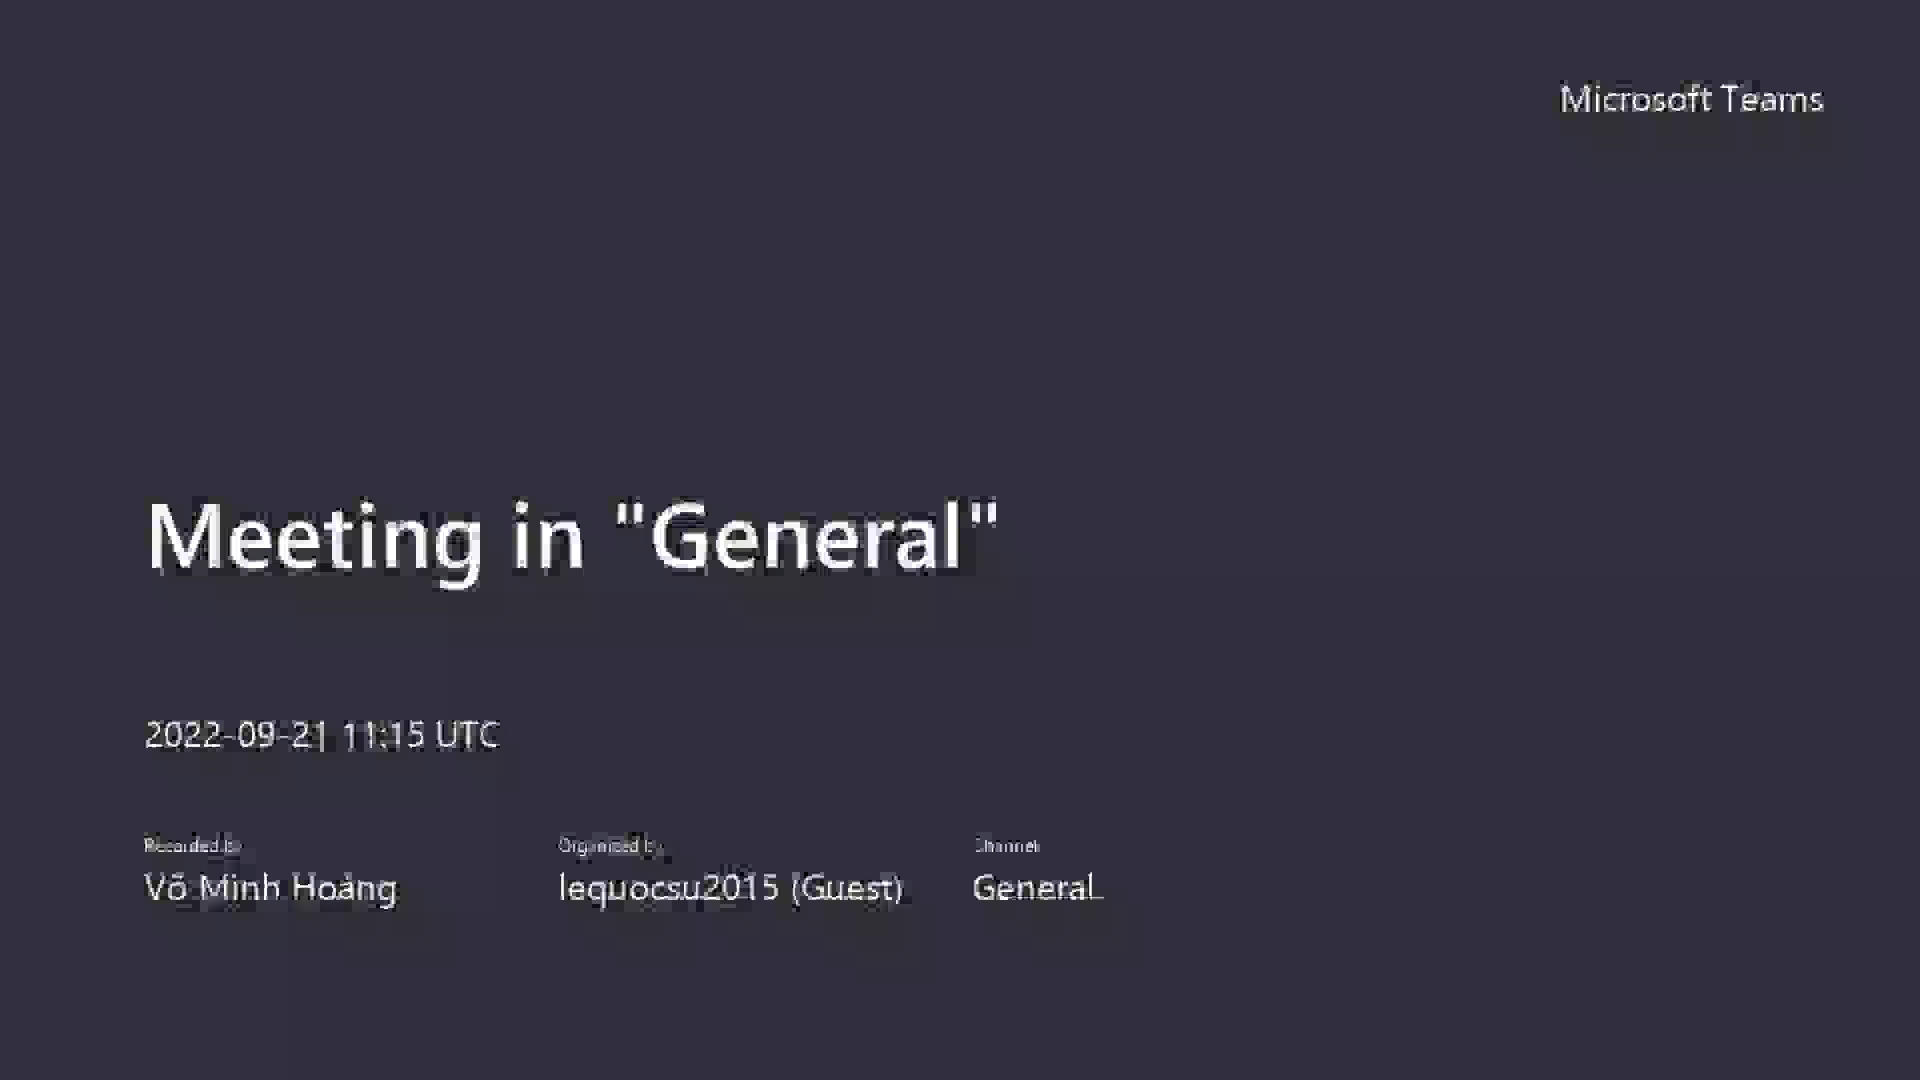 Microsoft Teams
Meeting in "General"
2022-09-21 11:15 UTC
Recorded by
Organized by
Channel
Võ Minh Hoàng
lequocsu2015 (Guest)
General